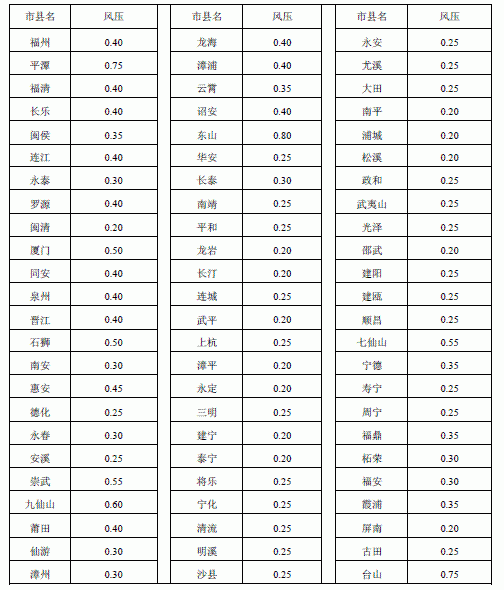 市县名 风压 市县名 风压 市县名 风压
福州 0.40 龙海 0.40 永安 0.25
平潭 0.75 漳浦 0.40 尤溪 0.25
福清 0.40 云霄 0.35 大田 0.25
长乐 0.40 诏安 0.40 南平 0.20
闽侯 0.35 东山 0.80 浦城 0.20
连江 0.40 华安 0.25 松溪 0.20
永泰 0.30 长泰 0.30 政和 0.25
罗源 0.40 南靖 0.25 武夷山 0.25
闽清 0.20 平和 0.25 光泽 0.25
厦门 0.50 龙岩 0.20 邵武 0.20
同安 0.40 长汀 0.20 建阳 0.25
泉州 0.40 连城 0.25 建瓯 0.25
晋江 0.40 武平 0.20 顺昌 0.25
石狮 0.50 上杭 0.25 七仙山 0.55
南安 0.30 漳平 0.20 宁德 0.35
惠安 0.45 永定 0.20 寿宁 0.25
德化 0.25 三明 0.25 周宁 0.25
永春 0.30 建宁 0.20 福鼎 0.35
安溪 0.25 泰宁 0.20 柘荣 0.30
崇武 0.55 将乐 0.25 福安 0.30
九仙山 0.60 宁化 0.25 霞浦 0.35
莆田 0.40 清流 0.25 屏南 0.20
仙游 0.30 明溪 0.25 古田 0.25
漳州 0.30 沙县 0.25 台山 0.75